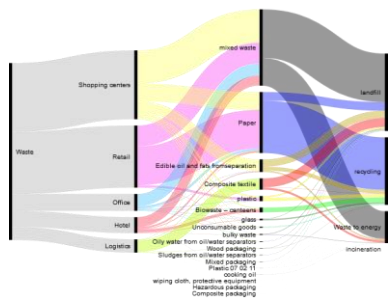 mixed waste
Shopping centers
landfill
Paper
Waste
Retail
Edible oil and fats from separation
recycling
Composite textile
plastic
Office
Biowaste – canteens
glass
Hotel
Unconsumable goods
Waste to energy
bulky waste
Logistics
Oily water from oil/water separators
Wood packaging
incineration
Sludges from oil/water separators
Mixed packaging
Plastic 07 02 11
cooking oil
wiping cloth, protective equipment
Hazardous packaging
Composite packaging